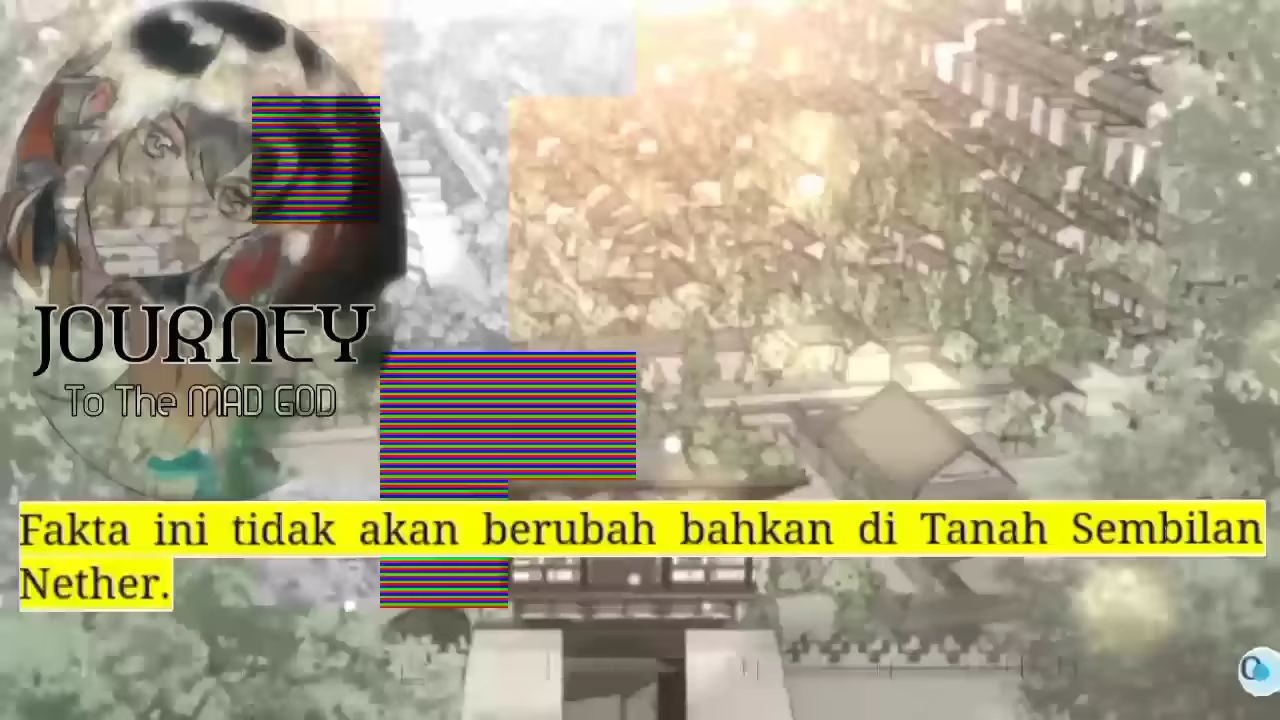 JOURNEY
To The MAD GOD
Fakta ini tidak akan berubah bahkan di Tanah Sembilan
Nether.